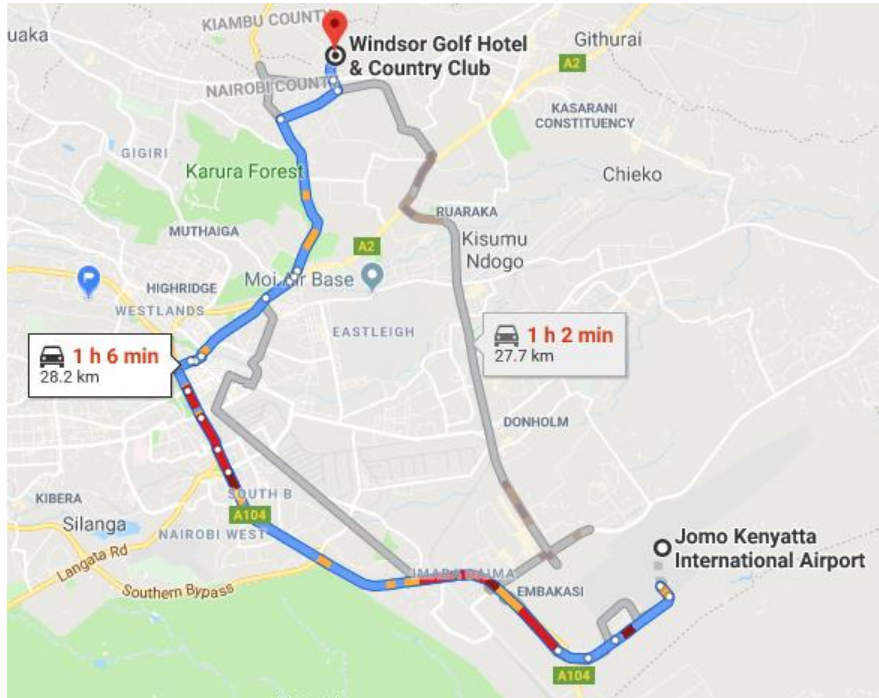 uaka
KIAMBU COUNTY
Windsor Golf Hotel
& Country Club
Githurai
A2
NAIROBI COUNTY
KASARANI
CONSTITUENCY
GIGIRI
Karura Forest
Chieko
MUTHAIGA
RUARAKA
Kisumu
Ndogo
A2
HIGHRIDGE
Moi Air Base
WESTLANDS
EASTLEIGH
1 h 2 min
27.7 km
1 h 6 min
28.2 km
DONHOLM
KIBERA
SOUTH B
A104
Silanga
NAIROBI WEST
Langata Rd
Jomo Kenyatta
International Airport
IMARA DAIMA
Southern Bypass
EMBAKASI
A104